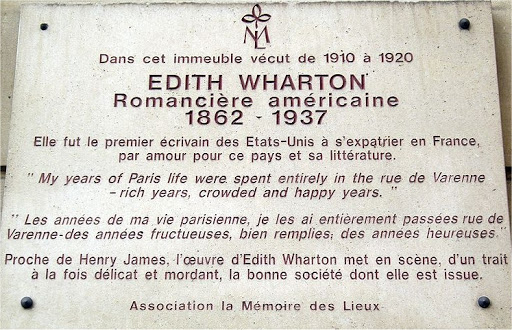 ML
Dans cet immeuble vécut de 1910 à 1920
EDITH WHARTON
Romancière américaine
1862 - 1937
Elle fut le premier écrivain des Etats-Unis à s'expatrier en France,
par amour pour ce pays et sa littérature.
" My years of Paris life were spent entirely in the rue de Varenne
– rich years, crowded and happy years. "
" Les années de ma vie parisienne, je les ai entièrement passées rue de
Varenne-des années fructueuses, bien remplies, des années heureuses."
Proche de Henry James, l'œuvre d'Edith Wharton met en scène, d'un trait
à la fois délicat et mordant, la bonne société dont elle est issue.
Association la Mémoire des Lieux